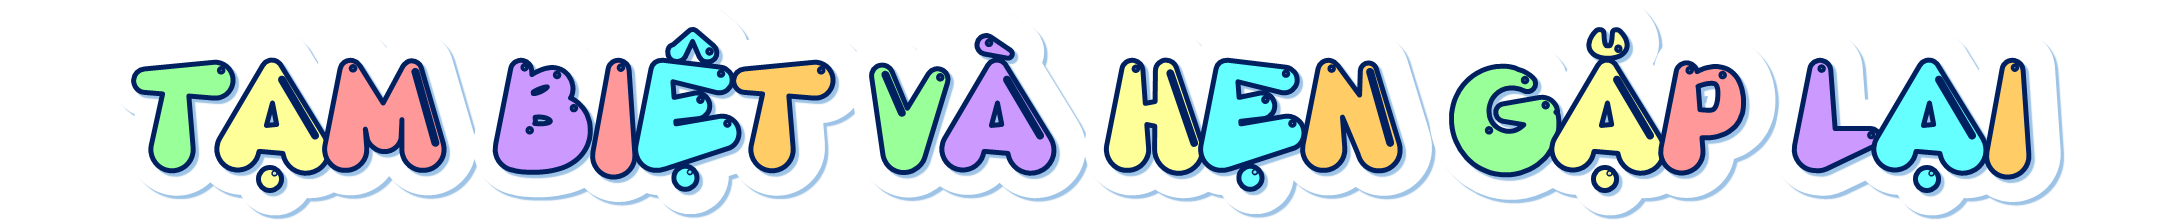 TẠM BIỆT VÀ HẸN GẶP LẠI